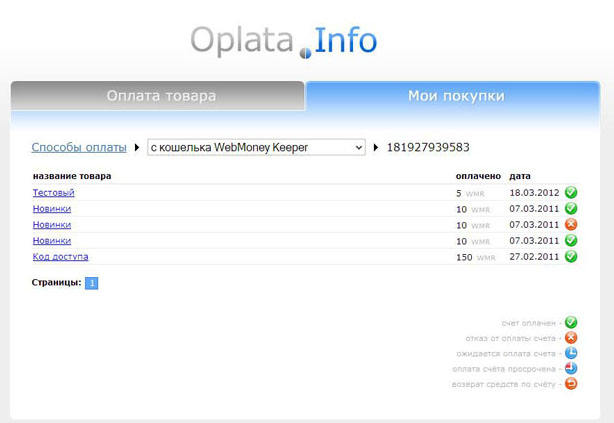 Oplata.Info
Оплата товара Мои покупки
Способы оплаты с кошелька WebMoney Keeper 181927939583
название товара оплачено дата
Тестовый 5 WMR 18.03.2012
Новинки 10 WMR 07.03.2011
Новинки 10 WMR 07.03.2011
Новинки 10 WMR 07.03.2011
Код доступа 150 WMR 27.02.2011
Страницы: 1
счет оплачен -
отказ от оплаты счета -
ожидается оплата счета -
оплата счёта просрочена -
возврат средств по счёту -